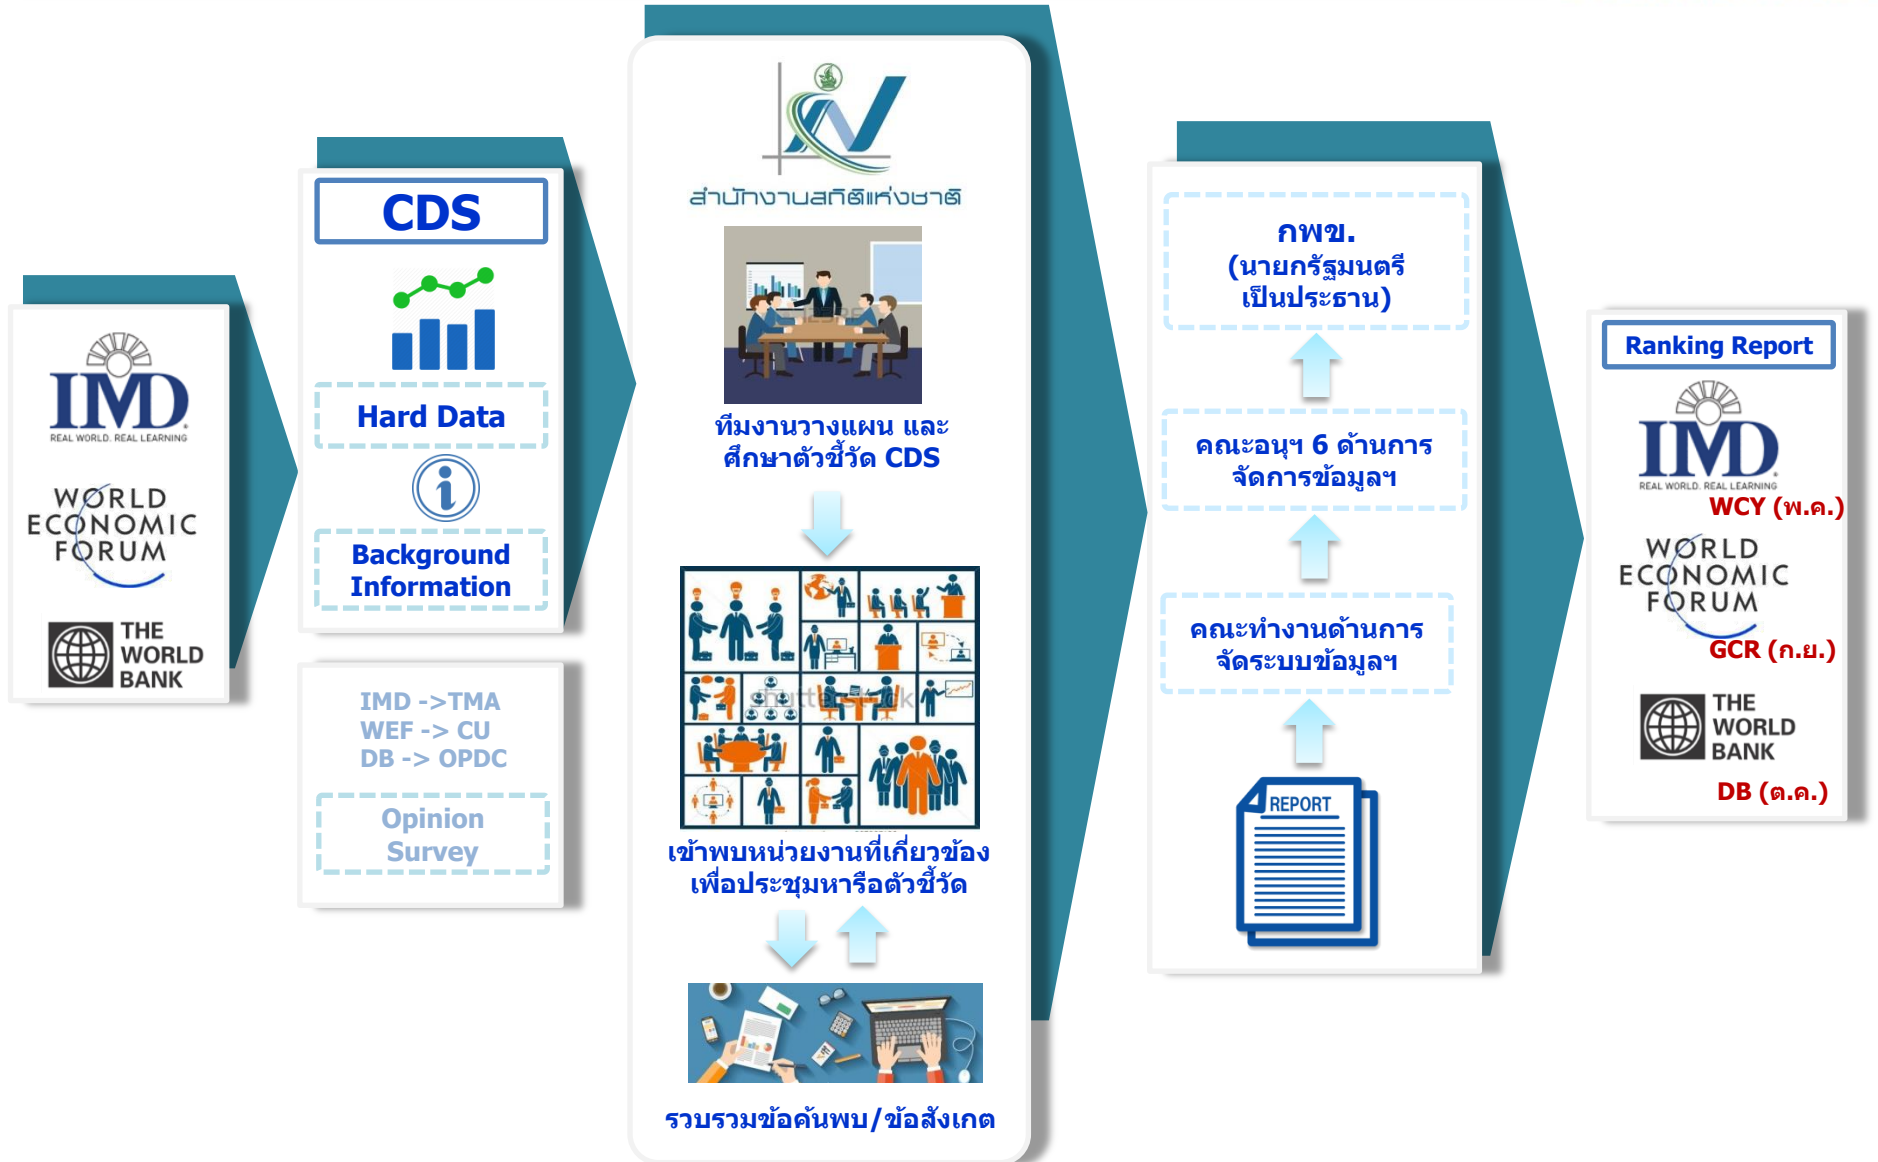 IMD
REAL WORLD. REAL LEARNING
WORLD
ECONOMIC
FORUM
THE
WORLD
BANK
CDS
Hard Data
i
Background
Information
IMD ->TMA
WEF -> CU
DB -> OPDC
Opinion
Survey
สำนักงานสถิติแห่งชาติ
ทีมงานวางแผน และ
ศึกษาตัวชี้วัด CDS
shutterstock
เข้าพบหน่วยงานที่เกี่ยวข้อง
เพื่อประชุมหารือตัวชี้วัด
รวบรวมข้อค้นพบ/ข้อสังเกต
กพข.
(นายกรัฐมนตรี
เป็นประธาน)
คณะอนุฯ 6 ด้านการ
จัดการข้อมูลฯ
คณะทำงานด้านการ
จัดระบบข้อมูลฯ
REPORT
Ranking Report
IMD
REAL WORLD. REAL LEARNING
WCY (พ.ค.)
WORLD
ECONOMIC
FORUM
GCR (ก.ย.)
THE
WORLD
BANK
DB (ต.ค.)